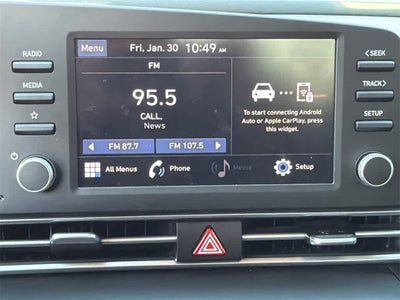 RADIO
MEDIA
Menu
Fri, Jan. 30 10:49 AM
FM
95.5
CALL,
News
To start connecting Android
Auto or Apple CarPlay, press
this widget.
FM 87.7
FM 107.5
All Menus
Phone
Media
Setup
SEEK
TRACK
SETUP